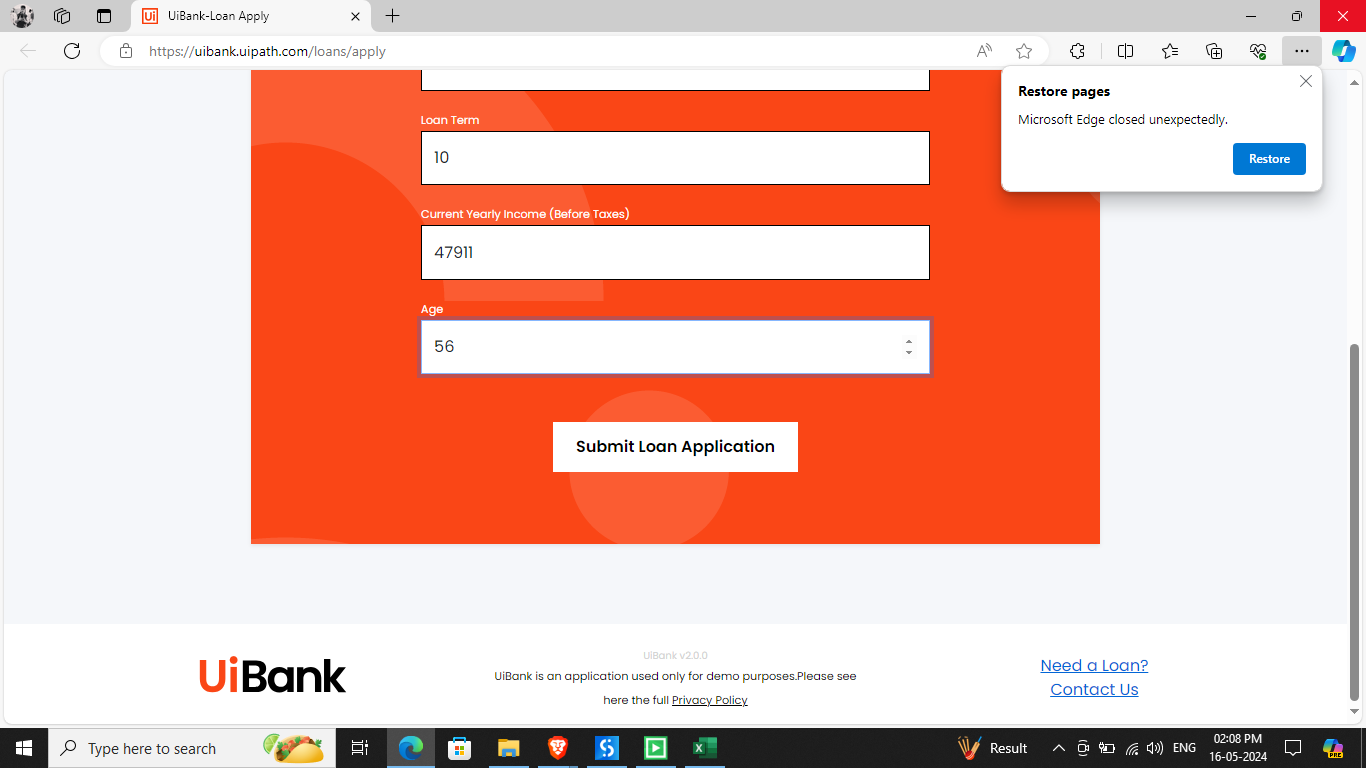 Ui UiBank-Loan Apply
https://uibank.uipath.com/loans/apply
Restore pages
Microsoft Edge closed unexpectedly.
Restore
Loan Term
10
Current Yearly Income (Before Taxes)
47911
Age
56
Submit Loan Application
UiBank
UiBank v2.0.0
UiBank is an application used only for demo purposes.Please see
here the full Privacy Policy
Need a Loan?
Contact Us
Type here to search
Result
ENG
02:08 PM
16-05-2024
PRE